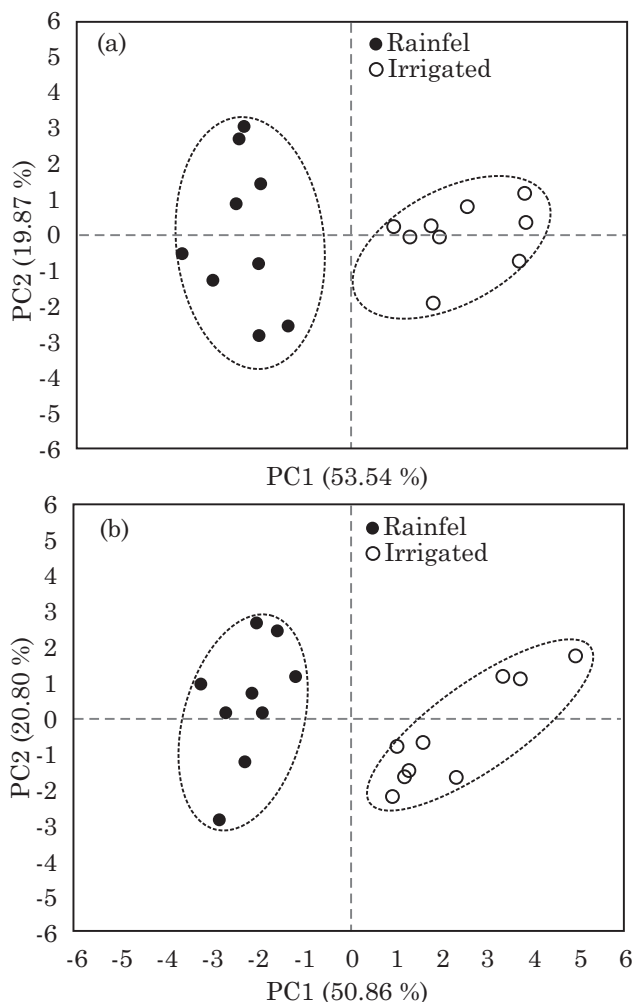 6
(a)
Rainfel
5
Irrigated
4
3
2
1
0
-1
-2
-3
-4
-5
-6
PC2 (19.87 %)
PC1 (53.54 %)
6
(b)
Rainfel
5
Irrigated
4
3
2
1
0
-1
-2
-3
-4
-5
-6
PC2 (20.80 %)
-6 -5 -4 -3 -2 -1 0 1 2 3 4 5 6
PC1 (50.86 %)